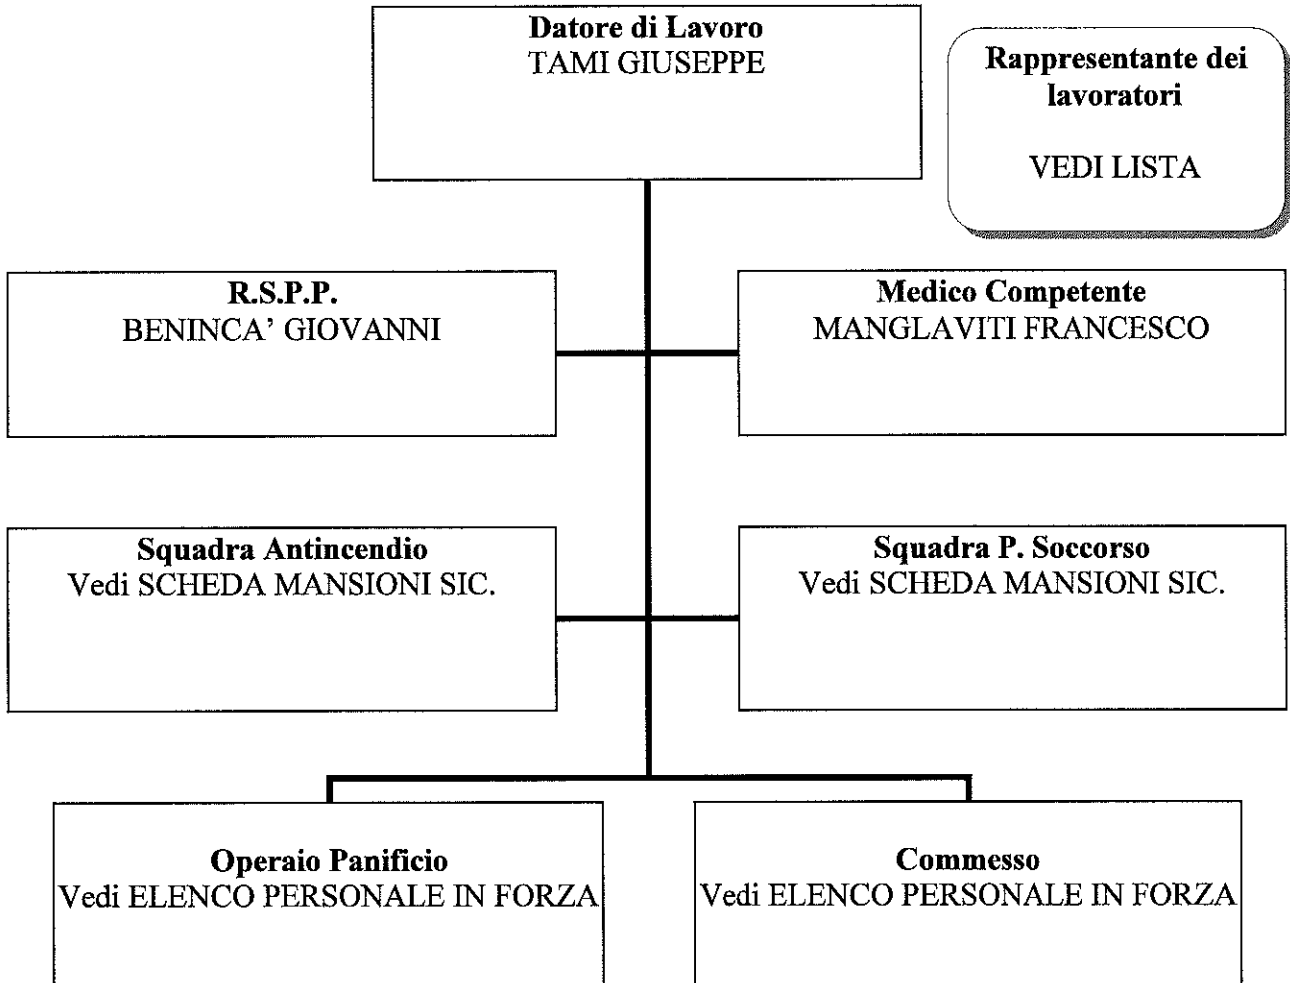 Datore di Lavoro
TAMI GIUSEPPE
Rappresentante dei
lavoratori
VEDI LISTA
R.S.P.P.
BENINCA’ GIOVANNI
Medico Competente
MANGLAVITI FRANCESCO
Squadra Antincendio
Vedi SCHEDA MANSIONI SIC.
Squadra P. Soccorso
Vedi SCHEDA MANSIONI SIC.
Operaio Panificio
Vedi ELENCO PERSONALE IN FORZA
Commesso
Vedi ELENCO PERSONALE IN FORZA